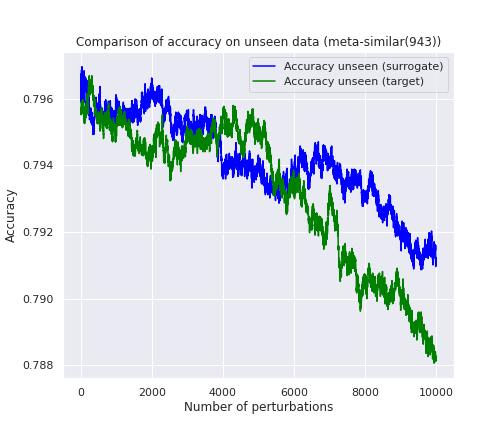 Comparison of accuracy on unseen data (meta-similar(943))
Accuracy unseen (surrogate)
Accuracy unseen (target)
0.796
0.794
0.792
0.790
0.788
Accuracy
0 2000 4000 6000 8000 10000
Number of perturbations